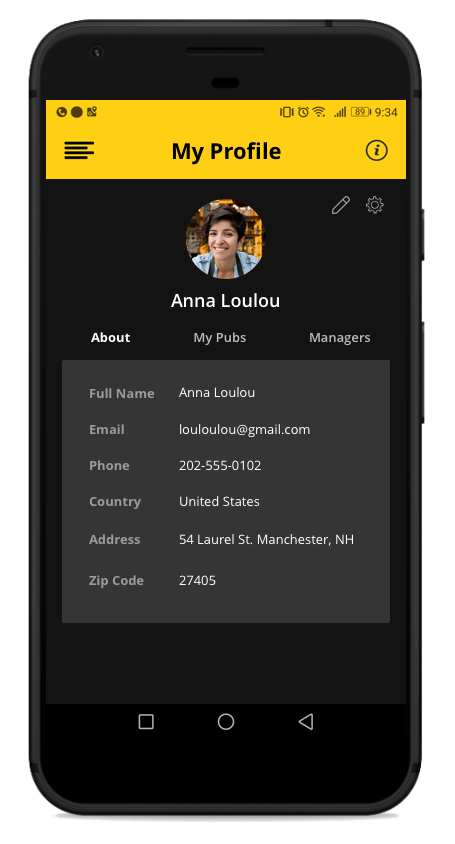 89 9:34
My Profile
i
Anna Loulou
About My Pubs Managers
Full Name Anna Loulou
Email louloulou@gmail.com
Phone 202-555-0102
Country United States
Address 54 Laurel St. Manchester, NH
Zip Code 27405